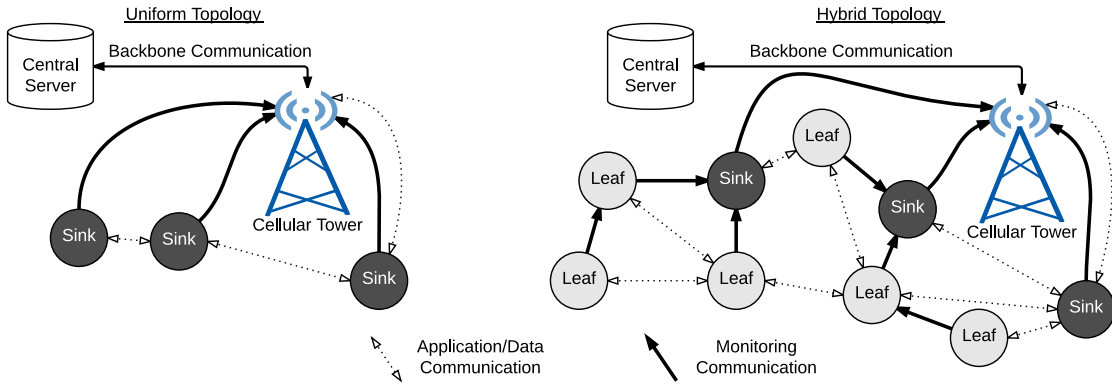 Uniform Topology
Central
Server
Backbone Communication
Cellular Tower
Sink
Sink
Sink
Application/Data
Communication
Hybrid Topology
Central
Server
Backbone Communication
Leaf
Leaf
Sink
Leaf
Sink
Cellular Tower
Leaf
Leaf
Leaf
Sink
Leaf
Monitoring
Communication